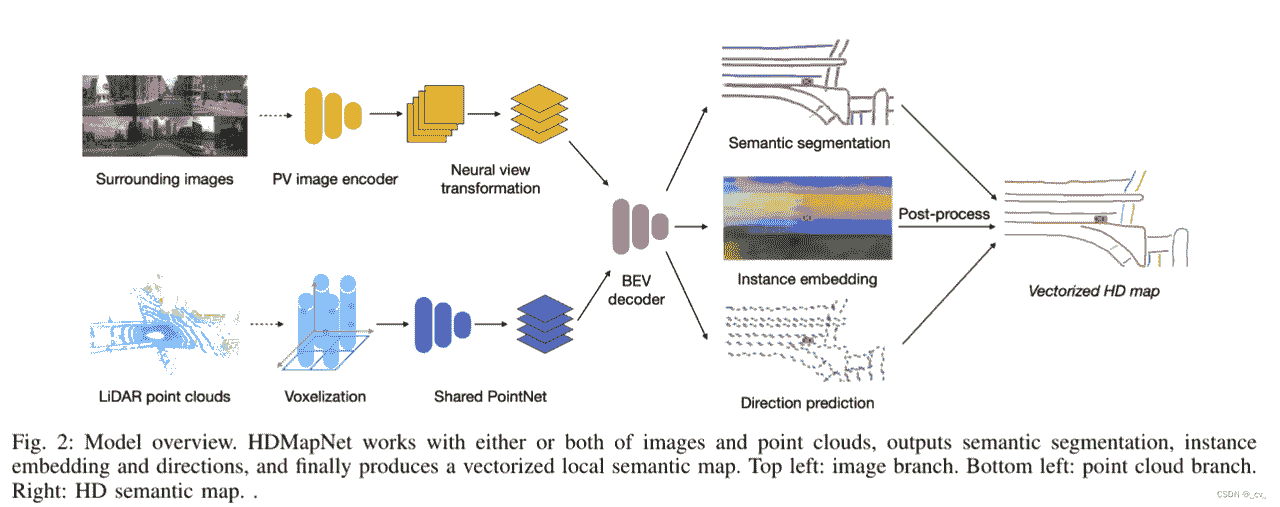 Surrounding images
PV image encoder
Neural view
transformation
Semantic segmentation
Post-process
Instance embedding
BEV
decoder
Vectorized HD map
LiDAR point clouds
Voxelization
Shared PointNet
Direction prediction
Fig. 2: Model overview. HDMapNet works with either or both of images and point clouds, outputs semantic segmentation, instance
embedding and directions, and finally produces a vectorized local semantic map. Top left: image branch. Bottom left: point cloud branch.
Right: HD semantic map. .
CSDN @_cv_